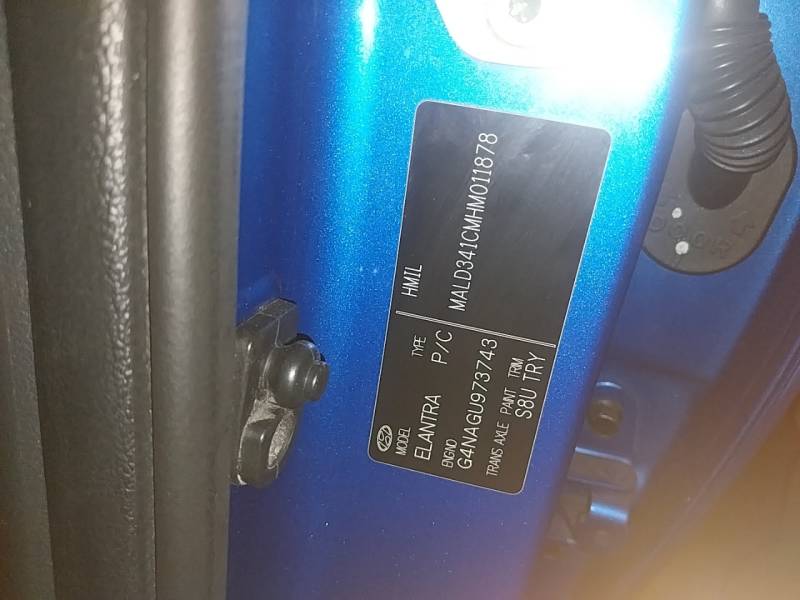 HMIL
MALD341CMHM011878
MODEL TYPE
ELANTRA P/C
ENGNO
G4NAGU973743
TRANS AXLE PAINT TRIM
S8U TRY